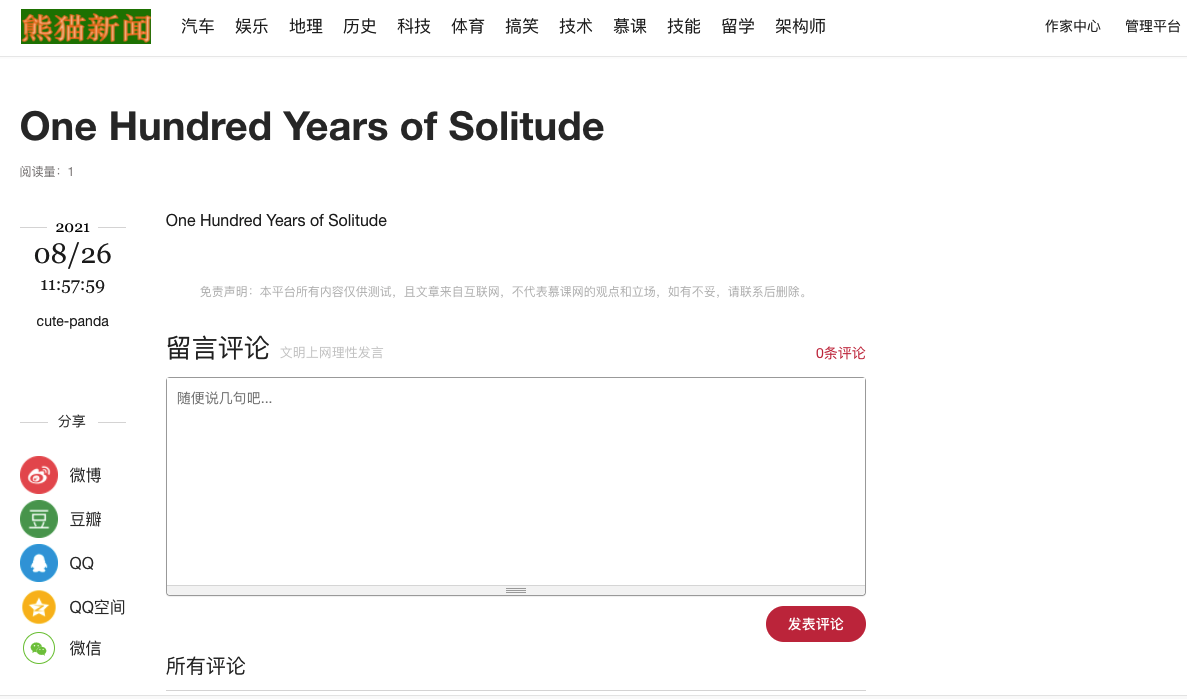 熊猫新闻 汽车 娱乐 地理 历史 科技 体育 搞笑 技术 慕课 技能 留学 架构师 作家中心 管理平台
One Hundred Years of Solitude
阅读量：1
2021
08/26
11:57:59
cute-panda
One Hundred Years of Solitude
免责声明：本平台所有内容仅供测试，且文章来自互联网，不代表慕课网的观点和立场，如有不妥，请联系后删除。
留言评论 文明上网理性发言 0条评论
随便说几句吧...
分享
微博
豆 豆瓣
QQ
QQ空间
微信
发表评论
所有评论